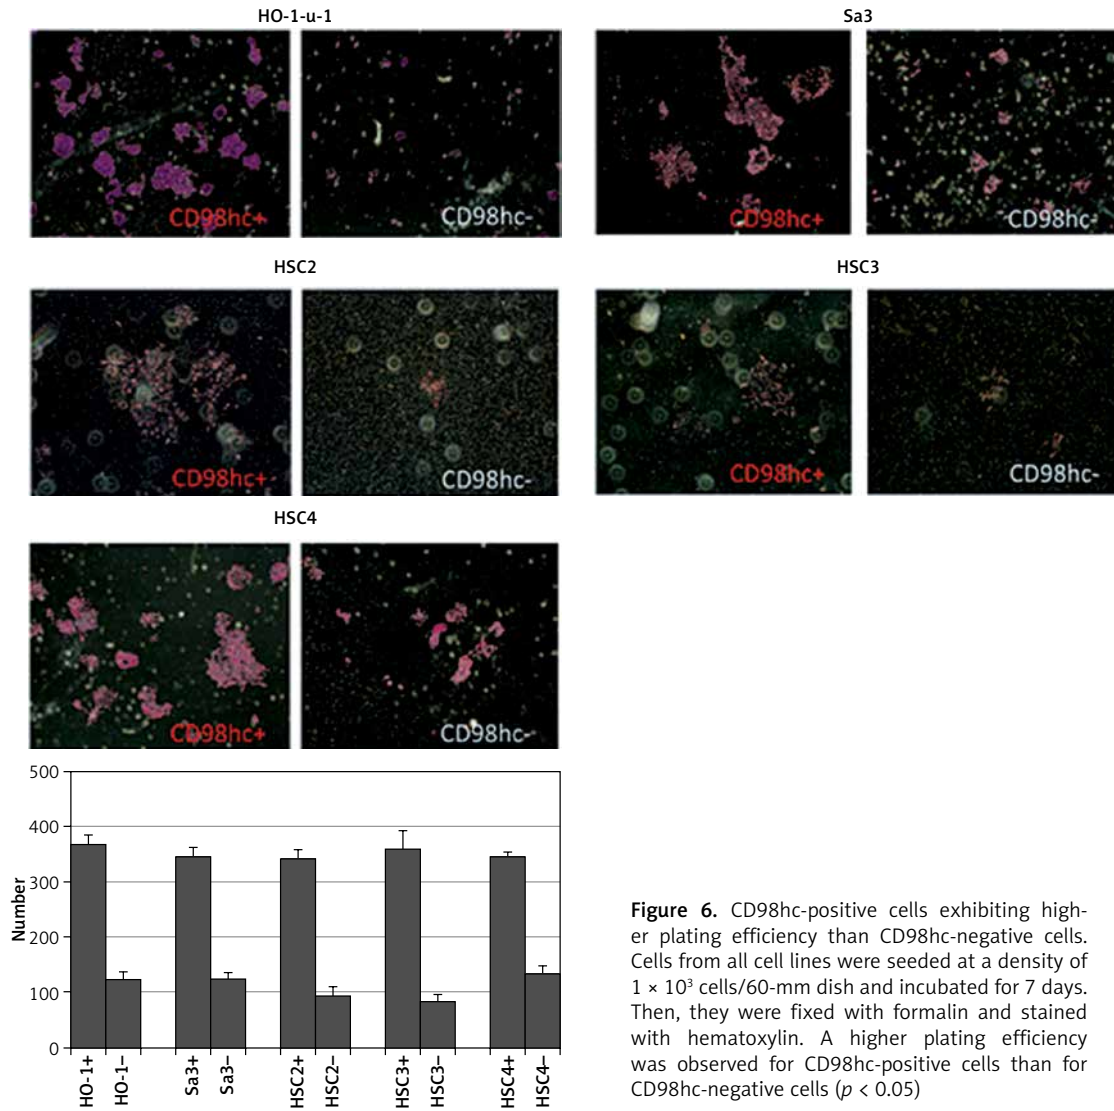 HO-1-u-1
Sa3
CD98hc+
CD98hc-
CD98hc+
CD98hc-
HSC2
HSC3
CD98hc+
CD98hc-
CD98hc+
CD98hc-
HSC4
CD98hc+
CD98hc-
500
400
300
200
100
0
Number
HO-1+
HO-1–
Sa3+
Sa3–
HSC2+
HSC2–
HSC3+
HSC3–
HSC4+
HSC4–
Figure 6. CD98hc-positive cells exhibiting high-
er plating efficiency than CD98hc-negative cells.
Cells from all cell lines were seeded at a density of
1 × 10³ cells/60-mm dish and incubated for 7 days.
Then, they were fixed with formalin and stained
with hematoxylin. A higher plating efficiency
was observed for CD98hc-positive cells than for
CD98hc-negative cells (p < 0.05)